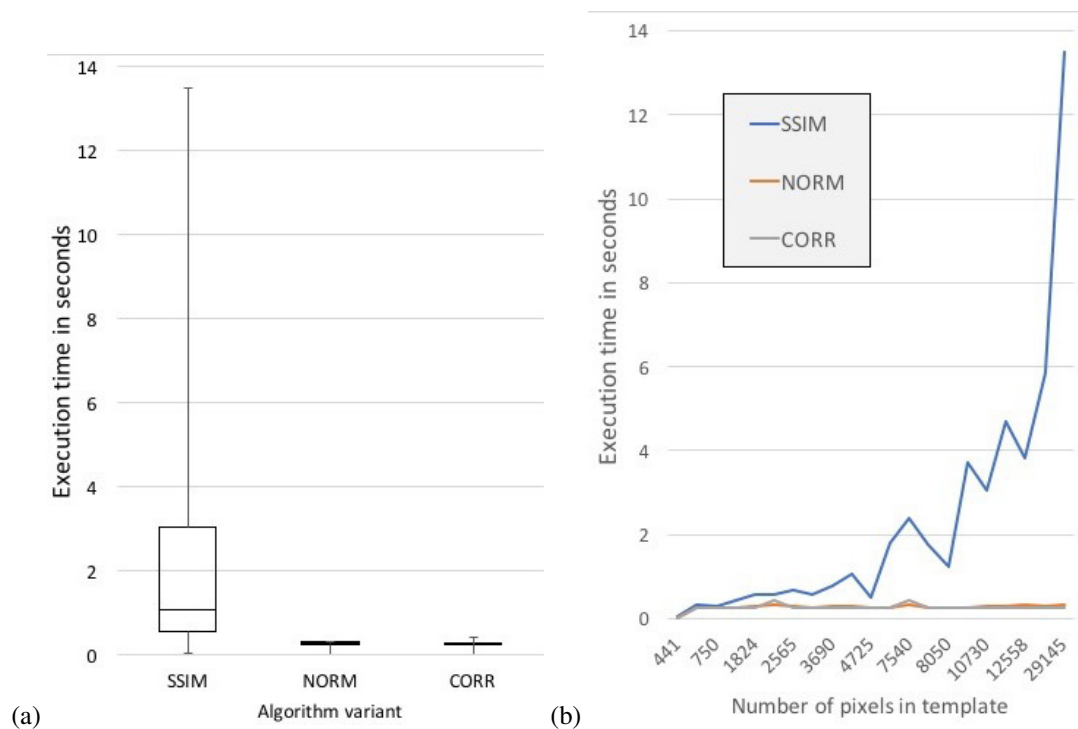 14
12
10
8
6
4
2
0
Execution time in seconds
SSIM NORM CORR
Algorithm variant
(a)
14
12
10
8
6
4
2
0
Execution time in seconds
SSIM
NORM
CORR
441 750 1824 2565 3690 4725 7540 8050 10730 12558 29145
Number of pixels in template
(b)